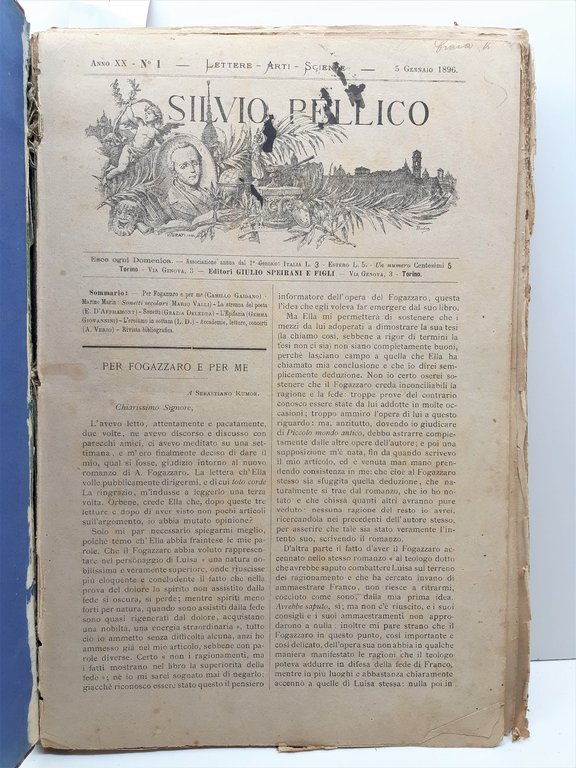 Anno XX - N° 1 — Lettere - Arti - Scienze — 5 Gennaio 1896.
SILVIO PELLICO
Esce ogni Domenica. — Associazione annua dal 1° Gennaio: Italia L. 3 - Estero L. 5. - Un numero Centesimi 5
Torino - Via Genova, 3 — Editori GIULIO SPEIRANI E FIGLI — Via Genova, 3 - Torino.
Sommario: - Per Fogazzaro e per me (Camillo Gaidano) -
Marine Maria: Sonetti secolari Mario Valli) - La strenna del poeta
(E. D'Afframont) - Sonetti (Grazia Deledda) - L'Epifania (Gemma
Giovannini) - L'eroismo in sottana (L. D.) - Accademie, letture, concerti
(A. Verio) - Rivista bibliografica.
PER FOGAZZARO E PER ME
A Sebastiano Rumor.
Chiarissimo Signore,
L'avevo letto, attentamente e pacatamente,
due volte, ne avevo discorso e discusso con
parecchi amici, ci avevo meditato su una set-
timana, e m'ero finalmente deciso di dare il
mio, qual si fosse, giudizio intorno al nuovo
romanzo di A. Fogazzaro. La lettera ch'Ella
volle pubblicamente dirigermi, e di cui toto corde
La ringrazio, m'indusse a leggerlo una terza
volta. Orbene, crede Ella che, dopo queste tre
letture e dopo di aver visto non pochi articoli
sull'argomento, io abbia mutato opinione?
Solo mi par necessario spiegarmi meglio,
poichè temo ch'Ella abbia fraintese le mie pa-
role. Che il Fogazzaro abbia voluto rappresen-
tare nel personaggio di Luisa « una natura no-
bilissima e veramente superiore, onde riuscisse
più eloquente e concludente il fatto che nella
prova del dolore lo spirito non assistito dalla
fede si oscura, si perde; mentre spiriti meno
forti per natura, quando sono assistiti dalla fede
sono quasi rigenerati dal dolore, acquistano
una nobiltà, una energia straordinaria », tutto
ciò io ammetto senza difficoltà alcuna, anzi ho
ammesso già nel mio articolo, sebbene con pa-
role diverse. Certo « non i ragionamenti, ma
i fatti mostrano nel libro la superiorità della
fede »; nè io mi sarei sognato mai di negarlo:
giacchè riconosco essere stato questo il pensiero
informatore dell'opera del Fogazzaro, questa
l'idea che egli voleva far emergere dal suo libro.
Ma Ella mi permetterà di sostenere che i
mezzi da lui adoperati a dimostrare la sua tesi
(la chiamo così, sebbene a rigor di termini la
tesi non ci sia) non siano completamente buoni,
perchè lasciano campo a quella che Ella ha
chiamato mia conclusione e che io direi sem-
plicemente deduzione. Non io certo oserei so-
stenere che il Fogazzaro creda inconciliabili la
ragione e la fede: troppe prove del contrario
conosco essere state da lui addotte in molte oc-
casioni; troppo ammiro l'opera di lui a questo
riguardo: ma, anzitutto, dovendo io giudicare
di Piccolo mondo antico, debbo astrarre comple-
tamente dalle altre opere dell'autore; e poi una
supposizione m'è nata, fin da quando scrivevo
il mio articolo, ed è venuta man mano pren-
dendo consistenza in me: che cioè al Fogazzaro
stesso sia sfuggita quella deduzione, che na-
turalmente si trae dal romanzo, che io ho no-
tato e che chissà quanti altri avranno pure
veduto: nessuna ragione del resto io avrei,
ricercandola nei precedenti dell'autore stesso,
per asserire che tale sia stato veramente l'in-
tento suo, scrivendo il romanzo.
D'altra parte il fatto d'aver il Fogazzaro ac-
cennato nello stesso romanzo « al teologo dotto
che avrebbe saputo combattere Luisa sul terreno
dei ragionamenti e che ha cercato invano di
ammaestrare Franco, non riesce a ritrarmi,
cocciuto come sono, dalla mia prima idea.
Avrebbe saputo, sì, ma non c'è riuscito, e i suoi
consigli e i suoi ammaestramenti non appro-
darono a nulla: inoltre mi pare strano che il
Fogazzaro in questo punto, così importante e
così delicato, dell'opera sua non abbia in qualche
maniera manifestato le ragioni che il teologo
poteva addurre in difesa della fede di Franco,
mentre in più luoghi e abbastanza chiaramente
accennò a quelle di Luisa stessa: nulla poi in